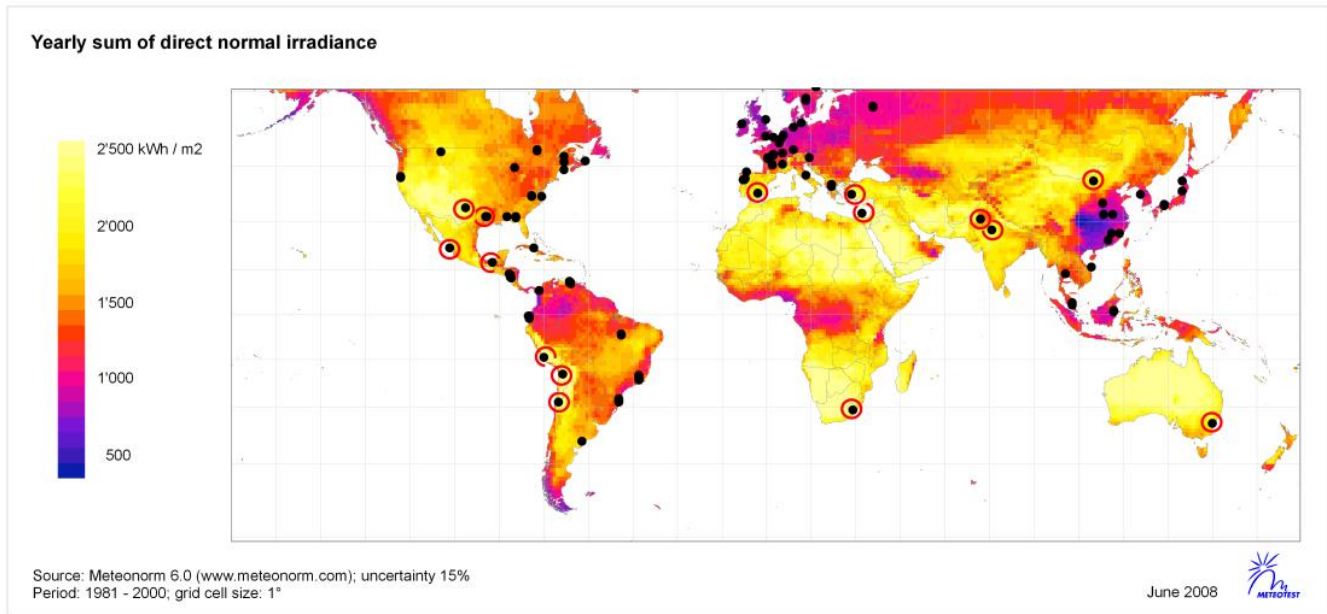 Yearly sum of direct normal irradiance
2'500 kWh / m2
2'000
1'500
1'000
500
Source: Meteonorm 6.0 (www.meteonorm.com); uncertainty 15%
Period: 1981 - 2000; grid cell size: 1°
June 2008
METEOTEST